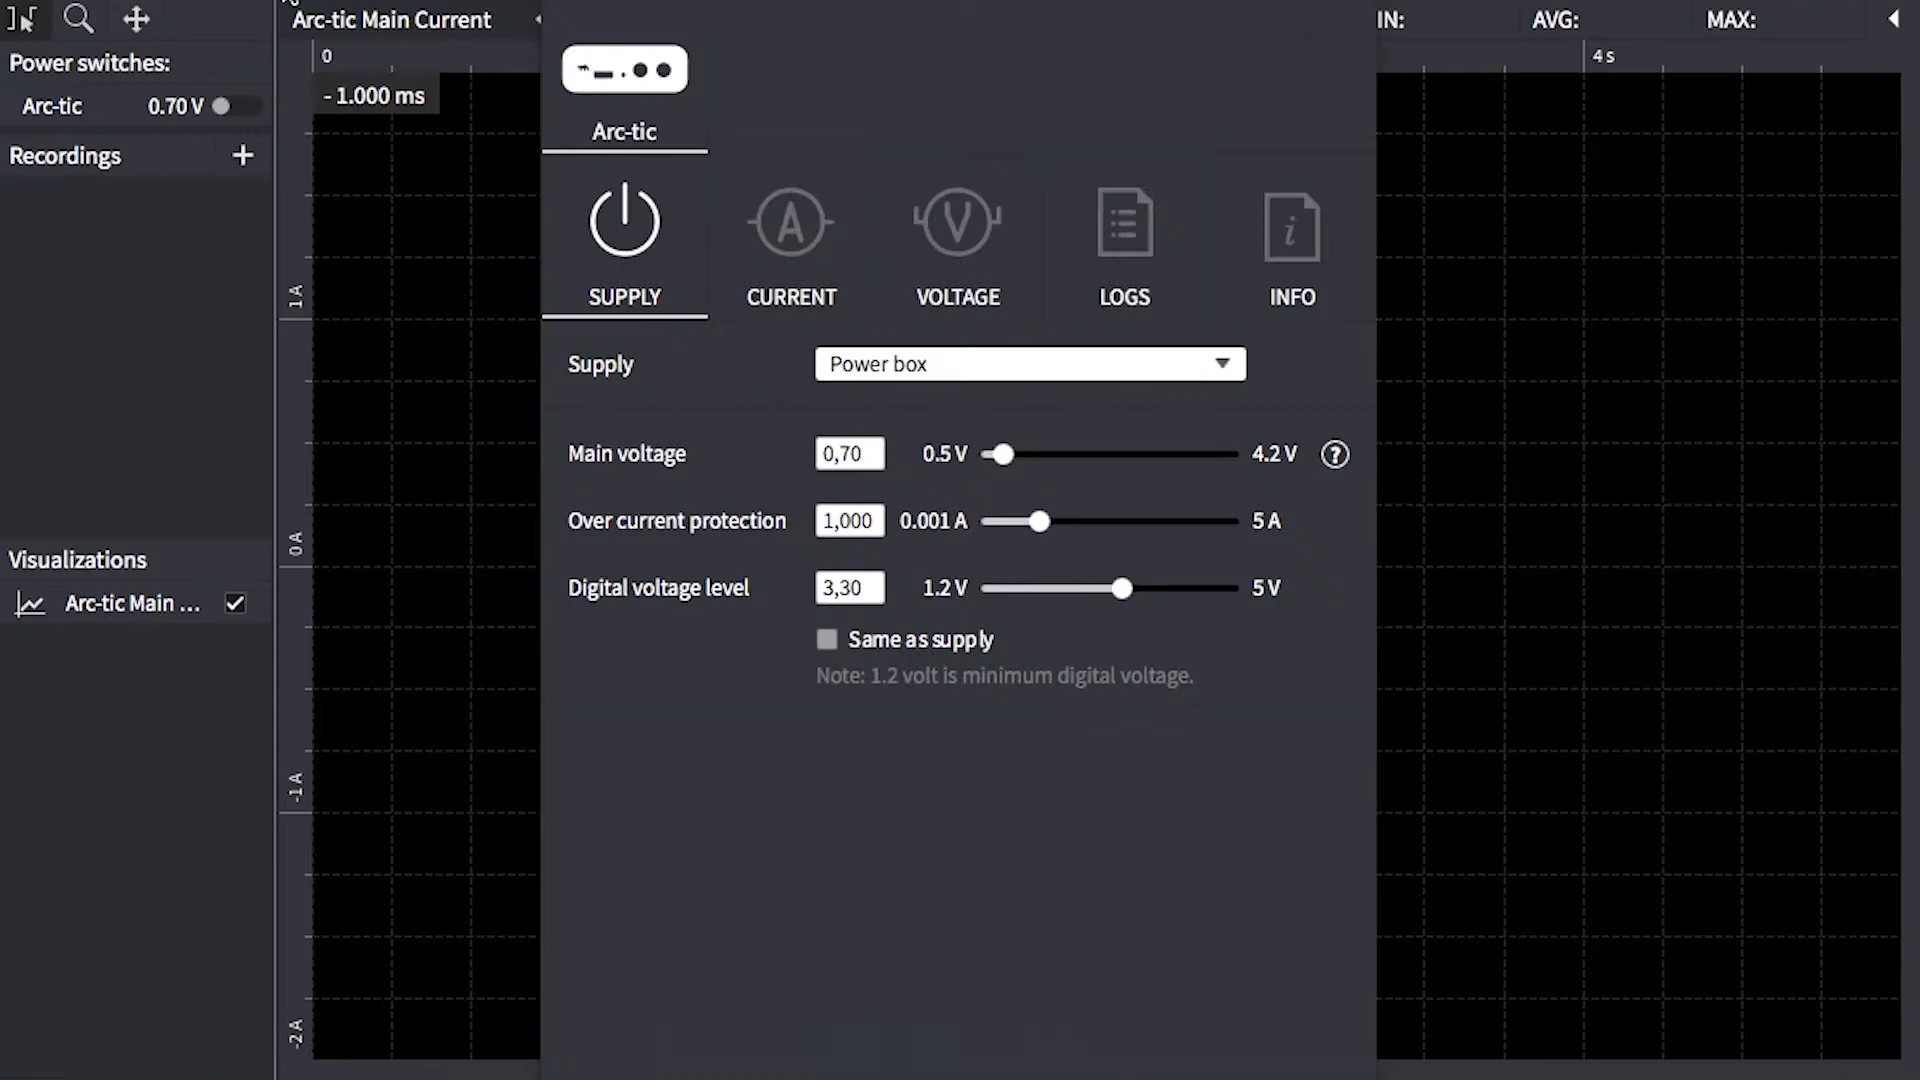 Arc-tic Main Current
IN:
AVG:
MAX:
Power switches:
0
4 s
Arc-tic 0.70 V
- 1.000 ms
Arc-tic
Recordings +
SUPPLY
CURRENT
VOLTAGE
LOGS
INFO
1 A
Supply
Power box
Main voltage 0,70 0.5 V 4.2 V ?
Over current protection 1,000 0.001 A 5 A
0 A
Visualizations
Digital voltage level 3,30 1.2 V 5 V
Arc-tic Main ...
Same as supply
Note: 1.2 volt is minimum digital voltage.
-1 A
-2 A